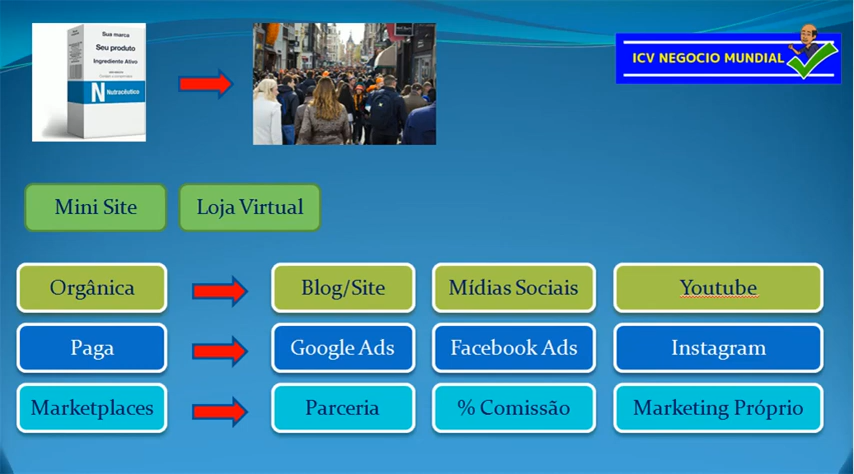 Sua marca
Seu produto
Ingrediente Ativo
N Nutracêutico
ICV NEGOCIO MUNDIAL
Mini Site
Loja Virtual
Orgânica
Blog/Site
Mídias Sociais
Youtube
Paga
Google Ads
Facebook Ads
Instagram
Marketplaces
Parceria
% Comissão
Marketing Próprio